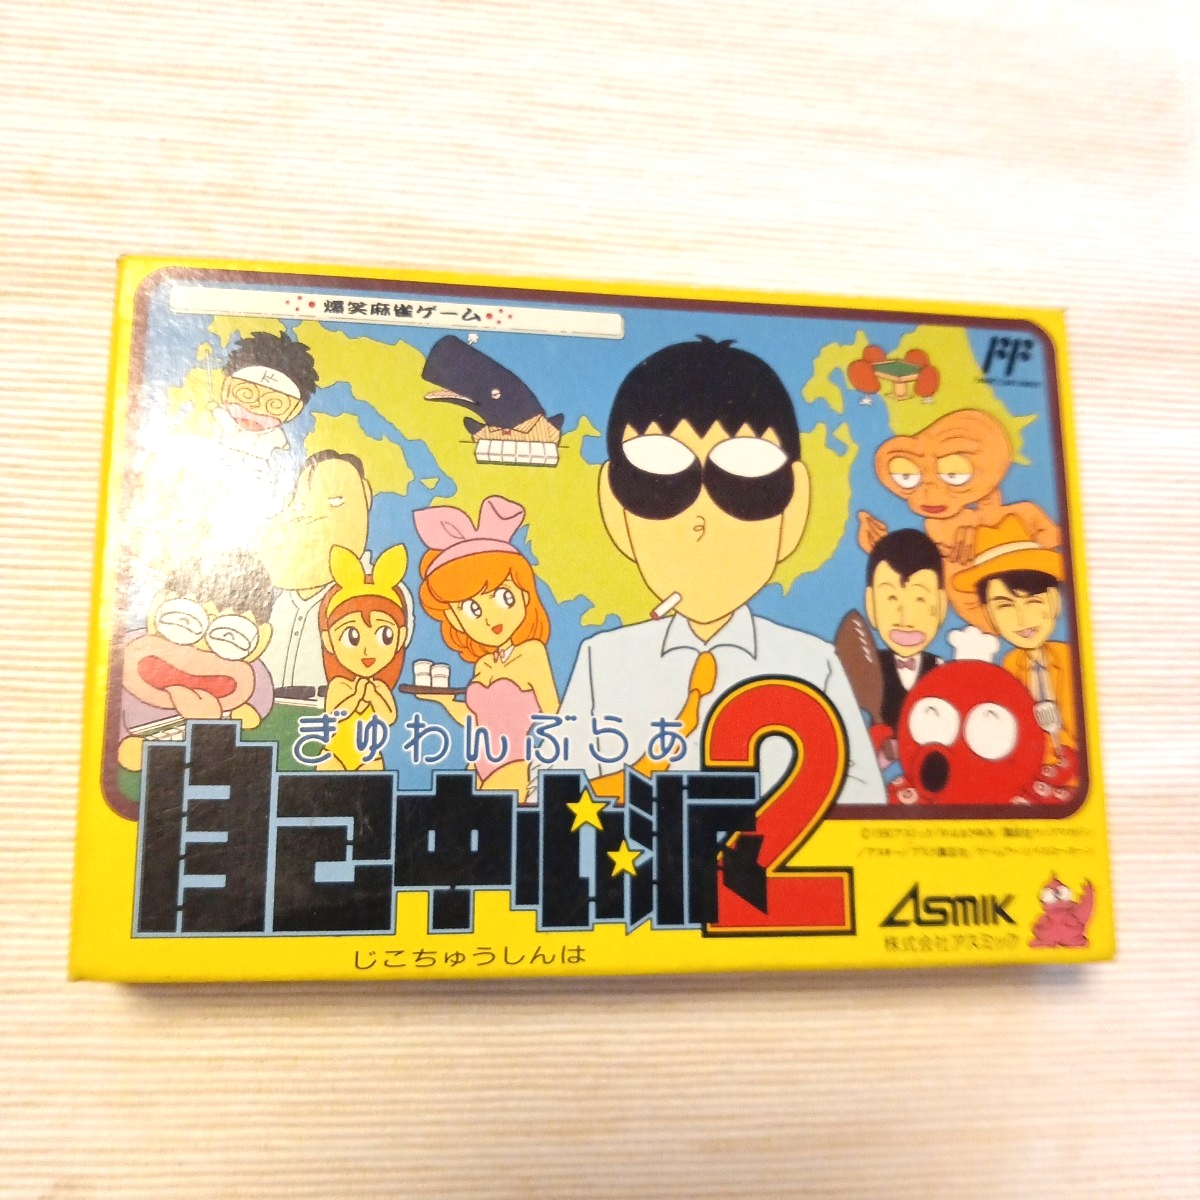 爆笑麻雀ゲーム
ぎゅわんぶらあ
自己中心派2
じこちゅうしんは
ASMIK
株式会社アスミック